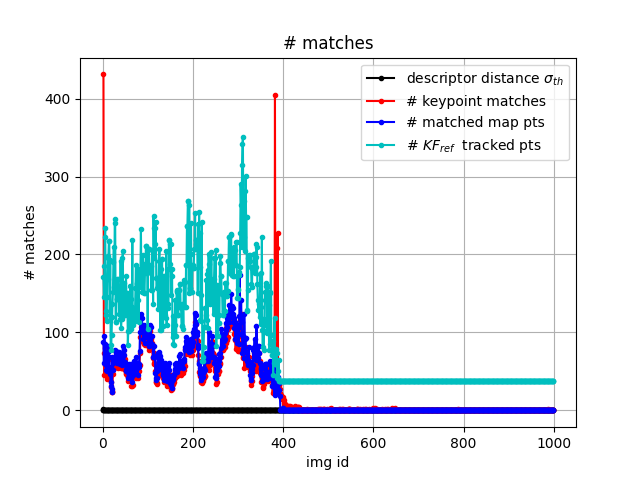 # matches
descriptor distance σ_th
# keypoint matches
# matched map pts
# KF_ref tracked pts
# matches
400
300
200
100
0
0 200 400 600 800 1000
img id